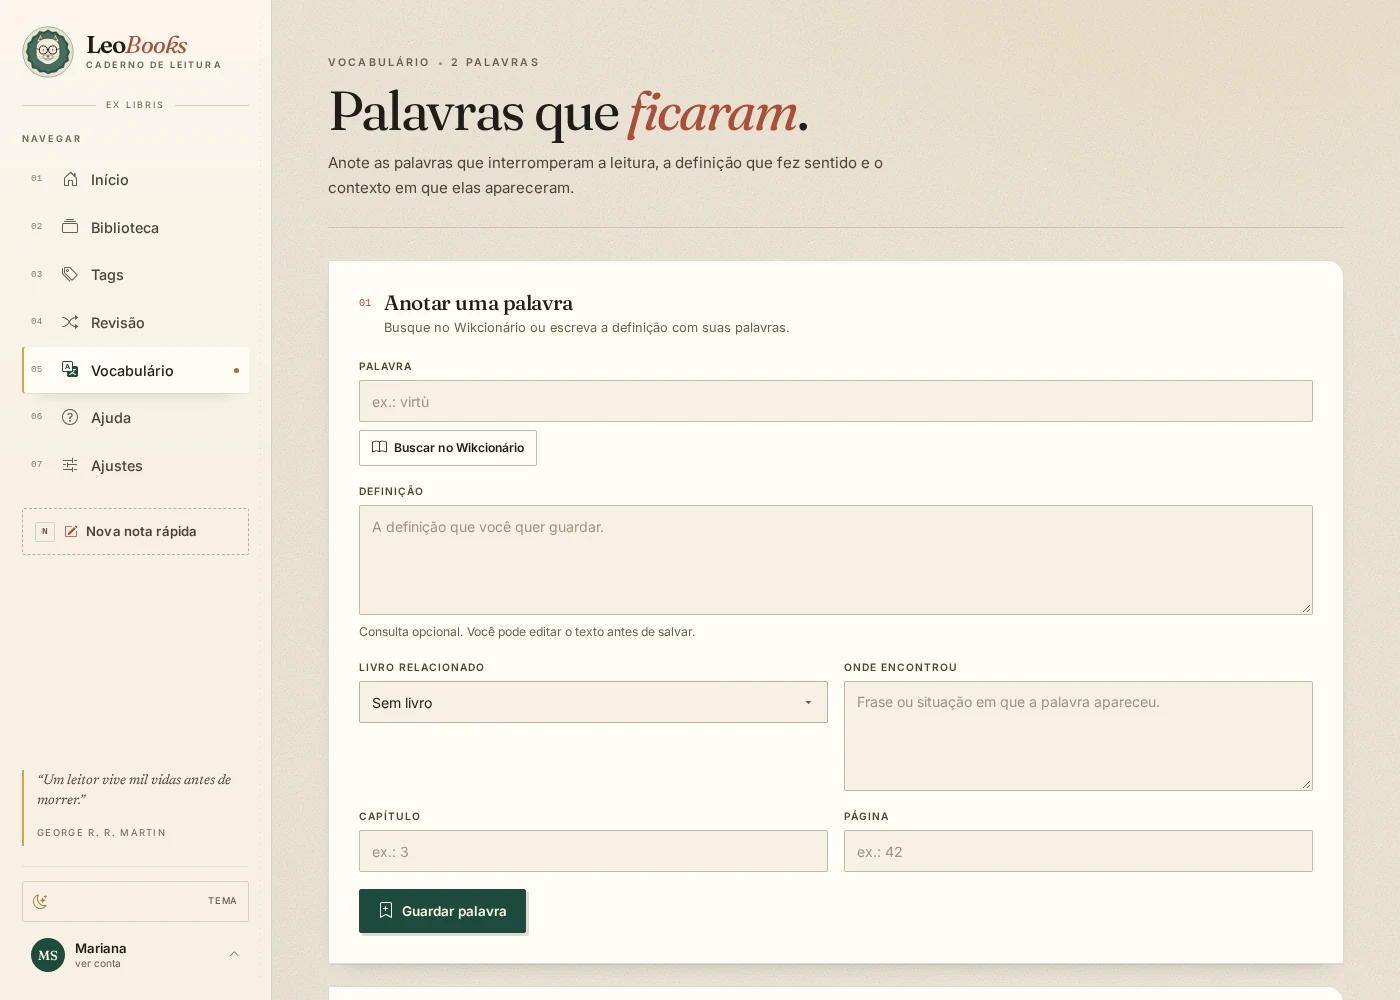 LeoBooks
CADERNO DE LEITURA
EX LIBRIS
NAVEGAR
01 Início
02 Biblioteca
03 Tags
04 Revisão
05 Vocabulário
06 Ajuda
07 Ajustes
N Nova nota rápida
“Um leitor vive mil vidas antes de
morrer.”
GEORGE R. R. MARTIN
TEMA
MS Mariana
ver conta
VOCABULÁRIO • 2 PALAVRAS
Palavras que ficaram.
Anote as palavras que interromperam a leitura, a definição que fez sentido e o
contexto em que elas apareceram.
01 Anotar uma palavra
Busque no Wikcionário ou escreva a definição com suas palavras.
PALAVRA
ex.: virtù
Buscar no Wikcionário
DEFINIÇÃO
A definição que você quer guardar.
Consulta opcional. Você pode editar o texto antes de salvar.
LIVRO RELACIONADO
Sem livro
ONDE ENCONTROU
Frase ou situação em que a palavra apareceu.
CAPÍTULO
ex.: 3
PÁGINA
ex.: 42
Guardar palavra